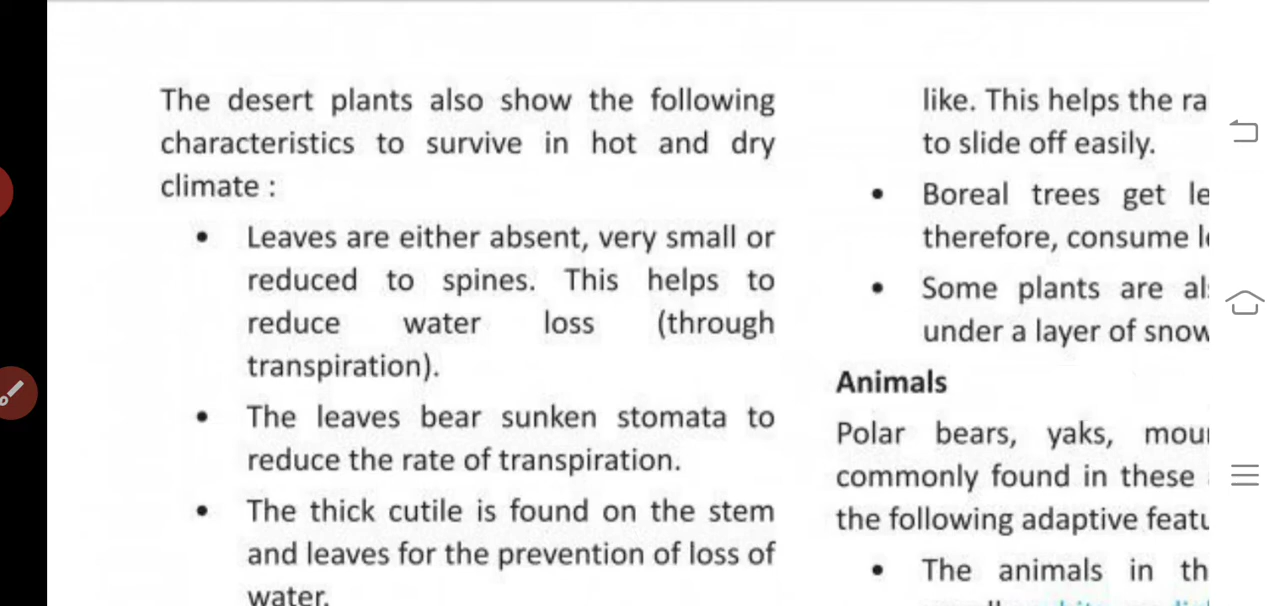 The desert plants also show the following
characteristics to survive in hot and dry
climate :
• Leaves are either absent, very small or
reduced to spines. This helps to
reduce water loss (through
transpiration).
• The leaves bear sunken stomata to
reduce the rate of transpiration.
• The thick cutile is found on the stem
and leaves for the prevention of loss of
water.
like. This helps the
to slide off easily.
• Boreal trees get
therefore, consume
• Some plants are
under a layer of snow
Animals
Polar bears, yaks,
commonly found in these
the following adaptive
• The animals in